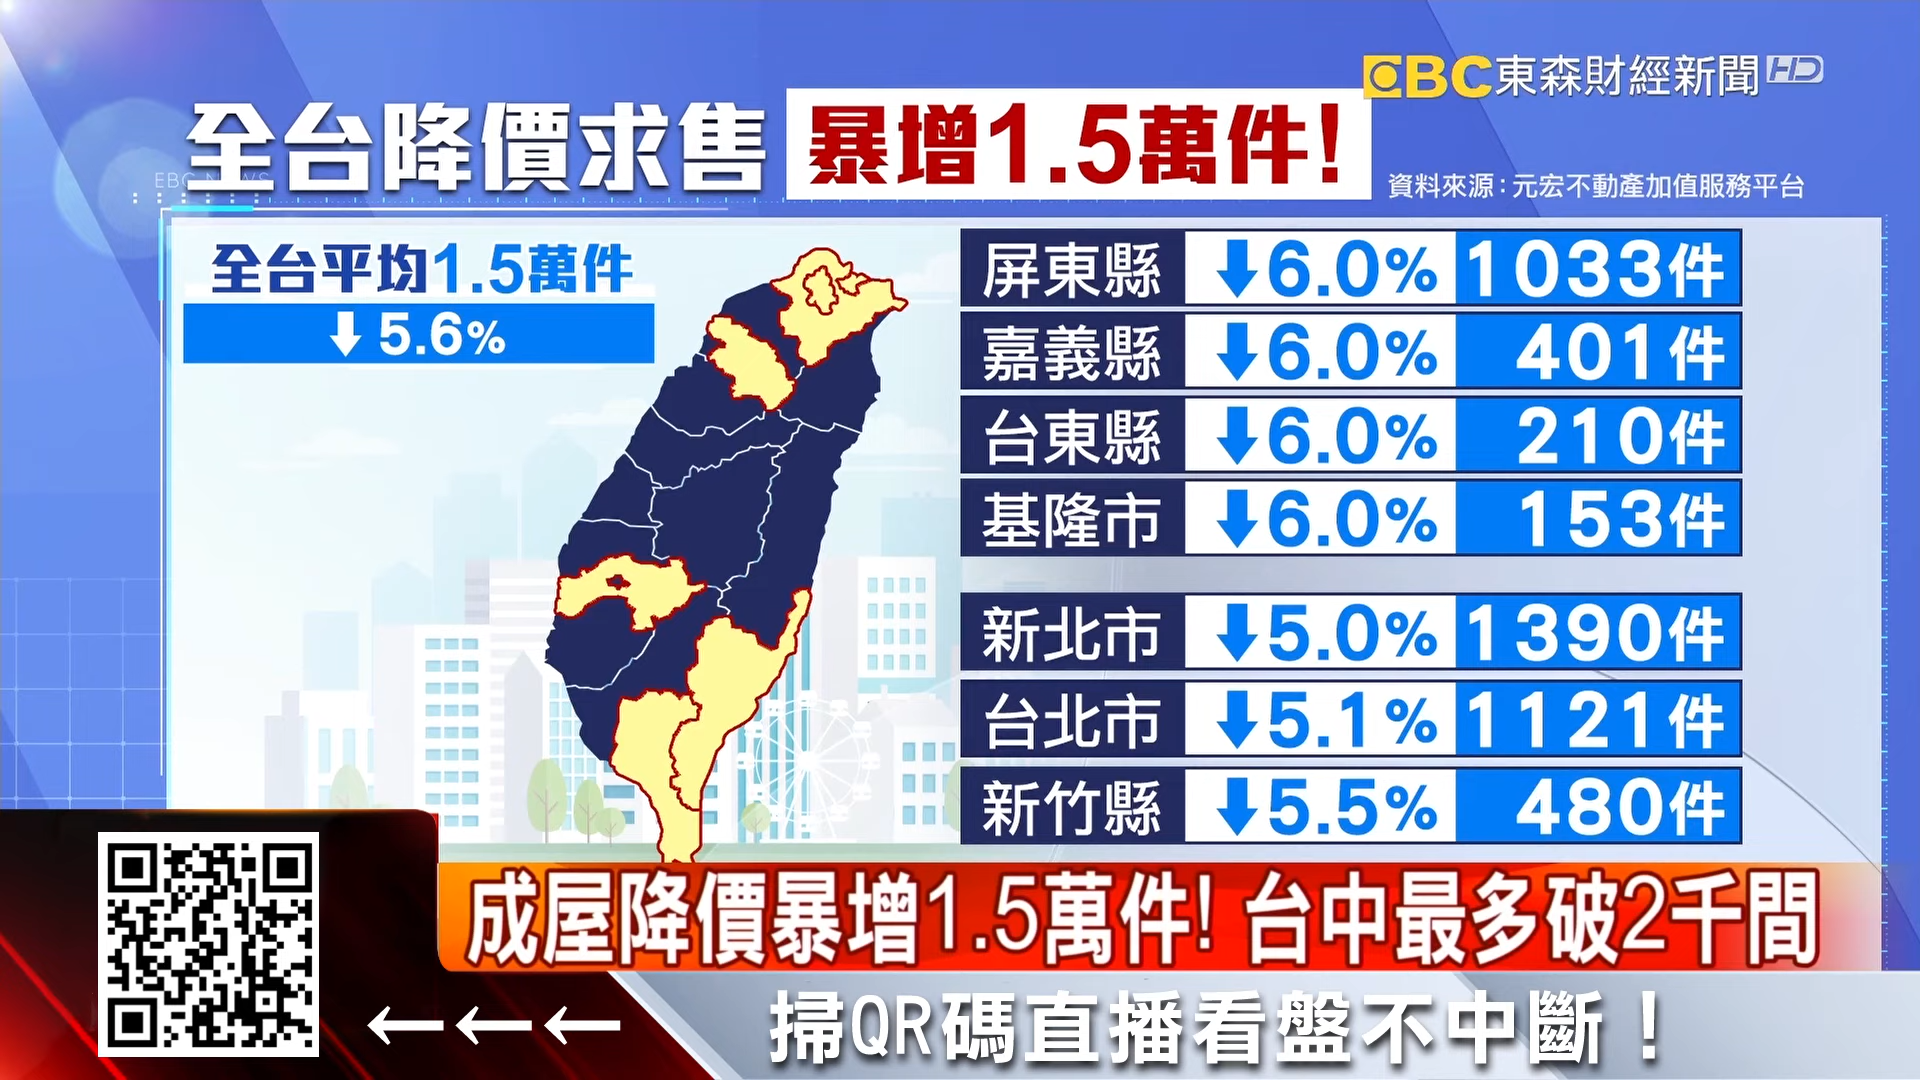 EBC 東森財經新聞 HD
全台降價求售 暴增1.5萬件!
EBC NEWS
資料來源:元宏不動產加值服務平台
全台平均1.5萬件
↓5.6%
屏東縣 ↓6.0% 1033件
嘉義縣 ↓6.0% 401件
台東縣 ↓6.0% 210件
基隆市 ↓6.0% 153件
新北市 ↓5.0% 1390件
台北市 ↓5.1% 1121件
新竹縣 ↓5.5% 480件
成屋降價暴增1.5萬件! 台中最多破2千間
←←← 掃QR碼直播看盤不中斷!